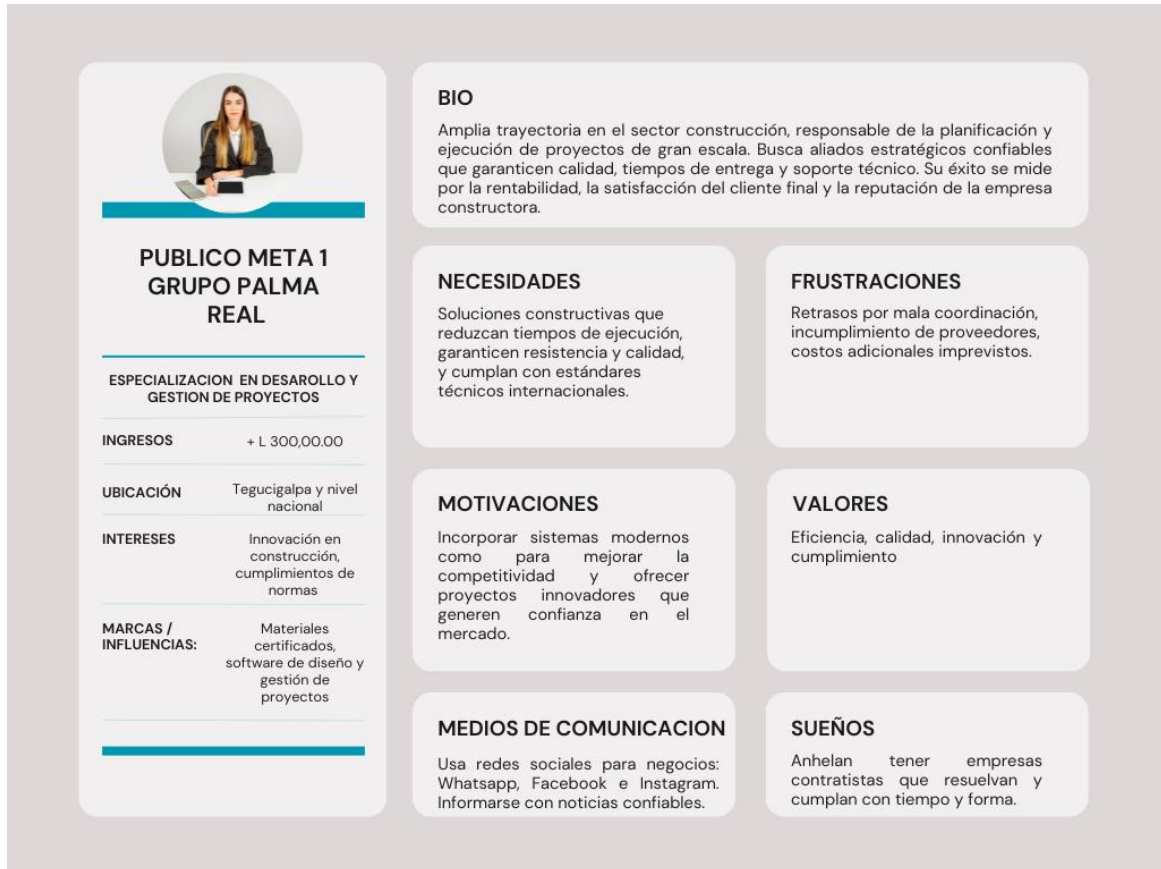 PUBLICO META 1
GRUPO PALMA
REAL
ESPECIALIZACION EN DESAROLLO Y
GESTION DE PROYECTOS
INGRESOS
+ L 300,00.00
UBICACIÓN
Tegucigalpa y nivel
nacional
INTERESES
Innovación en
construcción,
cumplimientos de
normas
MARCAS /
INFLUENCIAS:
Materiales
certificados,
software de diseño y
gestión de
proyectos
BIO
Amplia trayectoria en el sector construcción, responsable de la planificación y
ejecución de proyectos de gran escala. Busca aliados estratégicos confiables
que garanticen calidad, tiempos de entrega y soporte técnico. Su éxito se mide
por la rentabilidad, la satisfacción del cliente final y la reputación de la empresa
constructora.
NECESIDADES
Soluciones constructivas que
reduzcan tiempos de ejecución,
garanticen resistencia y calidad,
y cumplan con estándares
técnicos internacionales.
FRUSTRACIONES
Retrasos por mala coordinación,
incumplimiento de proveedores,
costos adicionales imprevistos.
MOTIVACIONES
Incorporar sistemas modernos
como para mejorar la
competitividad y ofrecer
proyectos innovadores que
generen confianza en el
mercado.
VALORES
Eficiencia, calidad, innovación y
cumplimiento
MEDIOS DE COMUNICACION
Usa redes sociales para negocios:
Whatsapp, Facebook e Instagram.
Informarse con noticias confiables.
SUEÑOS
Anhelan tener empresas
contratistas que resuelvan y
cumplan con tiempo y forma.